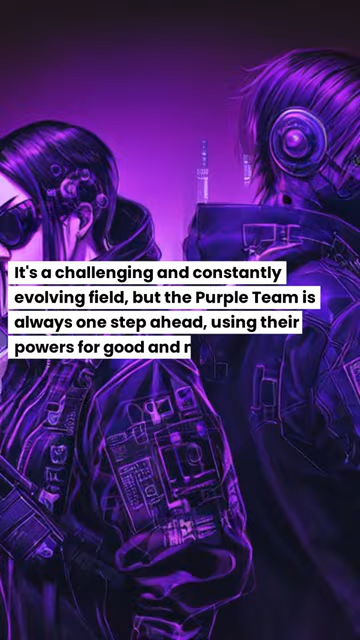 It's a challenging and constantly
evolving field, but the Purple Team is
always one step ahead, using their
powers for good and